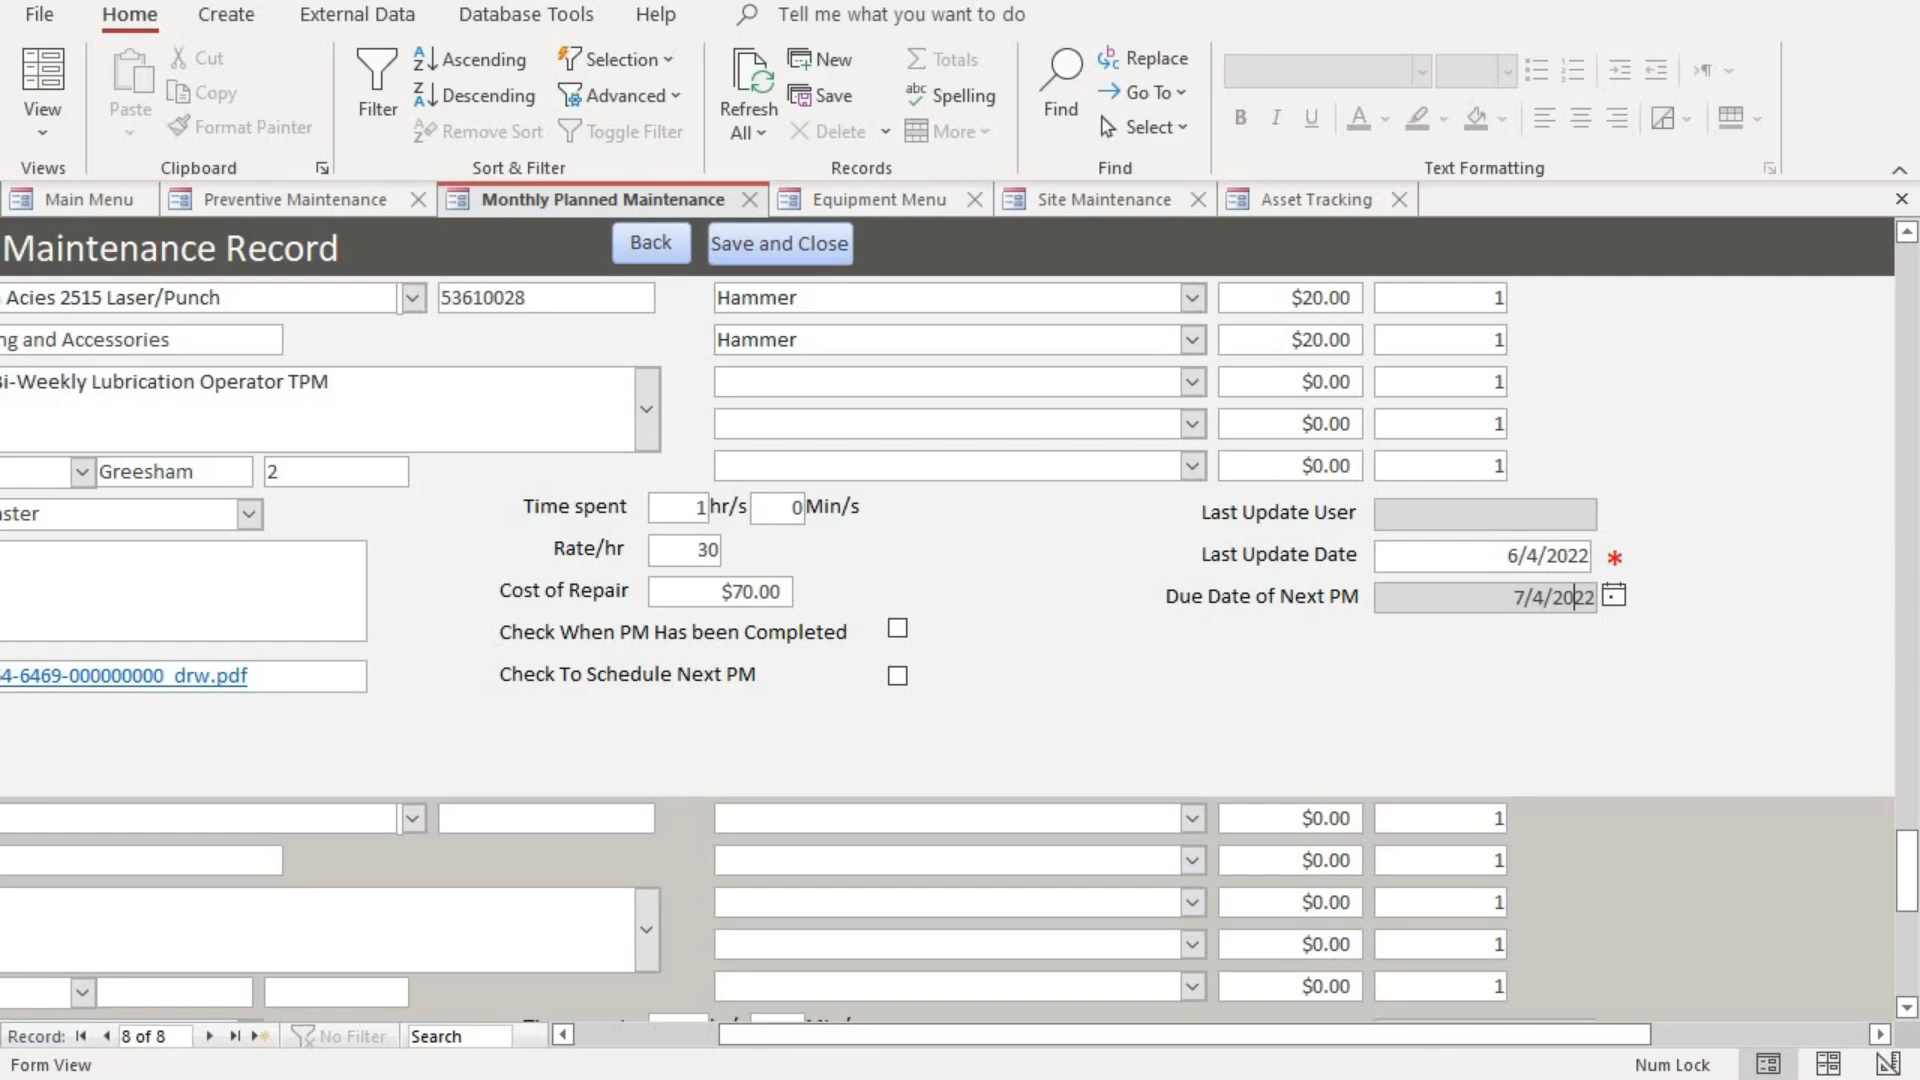 File Home Create External Data Database Tools Help Tell me what you want to do
View Paste Cut Copy Format Painter Filter Ascending Descending Remove Sort Selection Advanced Toggle Filter Refresh All New Save Delete Totals Spelling More Find Replace Go To Select B I U A
Views Clipboard Sort & Filter Records Find Text Formatting
Main Menu Preventive Maintenance Monthly Planned Maintenance Equipment Menu Site Maintenance Asset Tracking
Maintenance Record Back Save and Close
Acies 2515 Laser/Punch 53610028 Hammer $20.00 1
ng and Accessories Hammer $20.00 1
Bi-Weekly Lubrication Operator TPM $0.00 1
$0.00 1
Greesham 2 $0.00 1
Time spent 1 hr/s 0 Min/s Last Update User
aster
Rate/hr 30 Last Update Date 6/4/2022 *
Cost of Repair $70.00 Due Date of Next PM 7/4/2022
Check When PM Has been Completed
Check To Schedule Next PM
64-6469-000000000_drw.pdf
$0.00 1
$0.00 1
$0.00 1
$0.00 1
$0.00 1
Record: 8 of 8 No Filter Search
Form View Num Lock